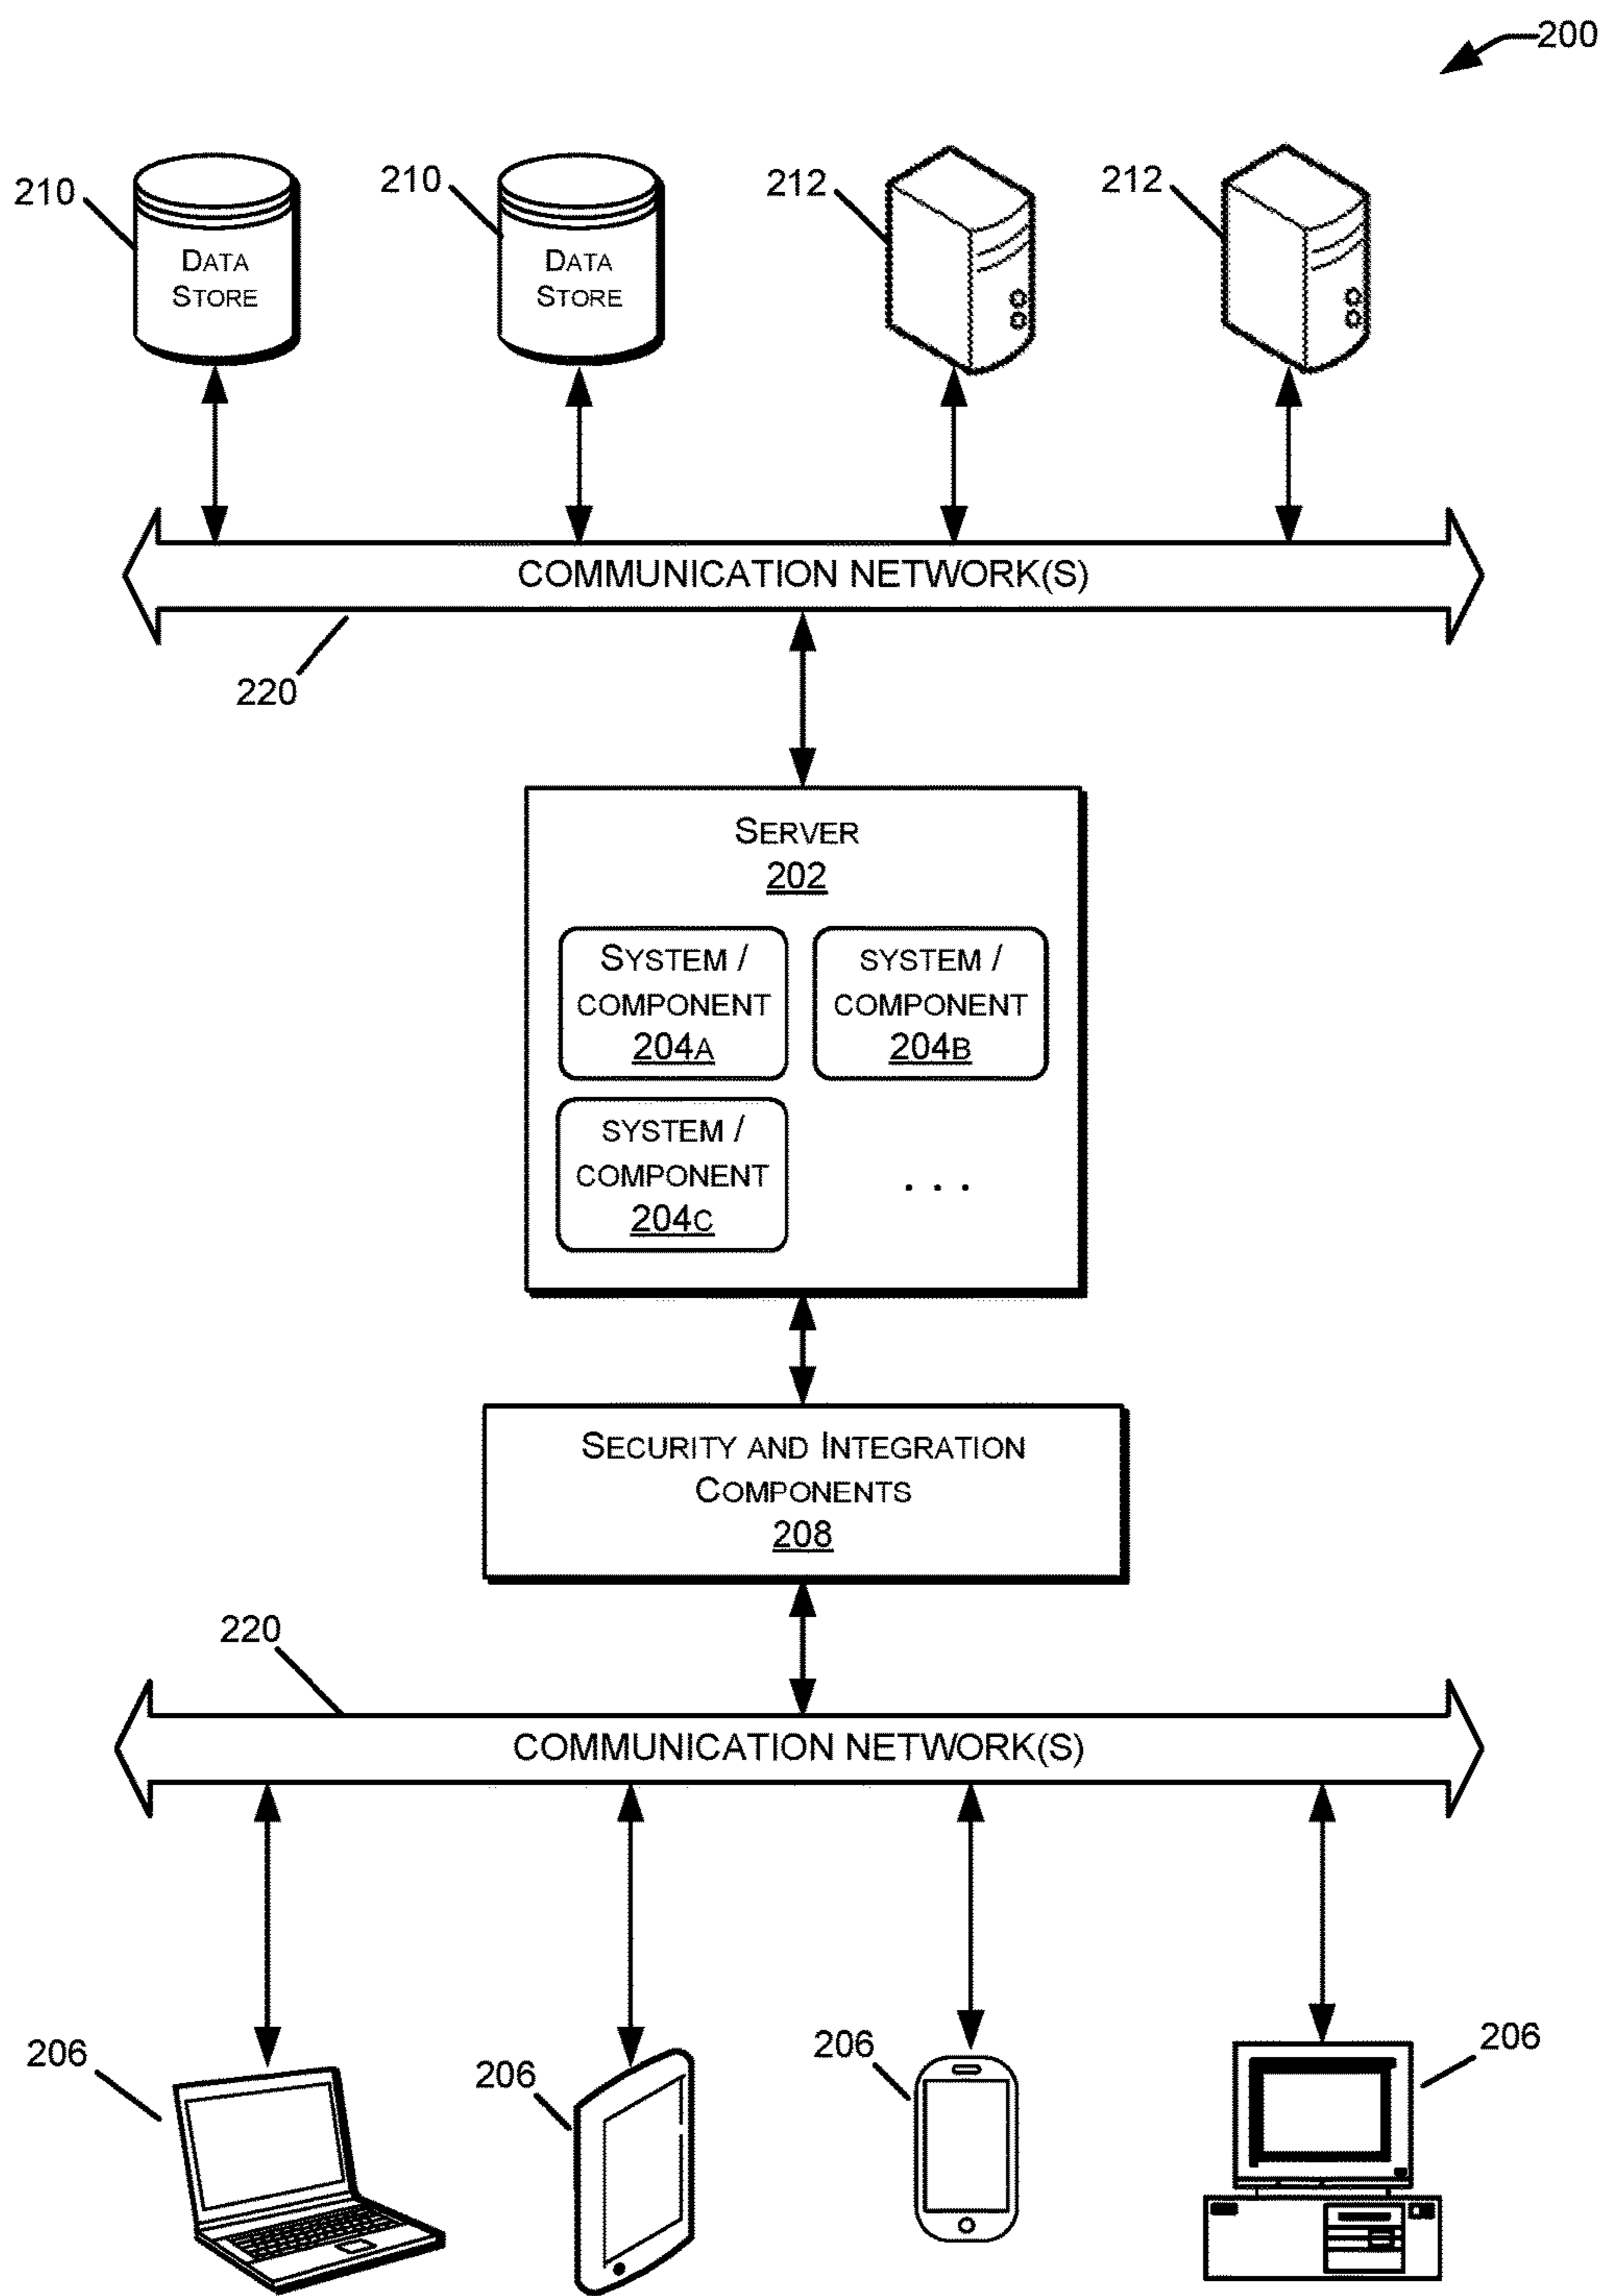 200
210
210
212
212
DATA
STORE
DATA
STORE
COMMUNICATION NETWORK(S)
220
SERVER
202
SYSTEM /
COMPONENT
204A
SYSTEM /
COMPONENT
204B
SYSTEM /
COMPONENT
204C
. . .
SECURITY AND INTEGRATION
COMPONENTS
208
220
COMMUNICATION NETWORK(S)
206
206
206
206